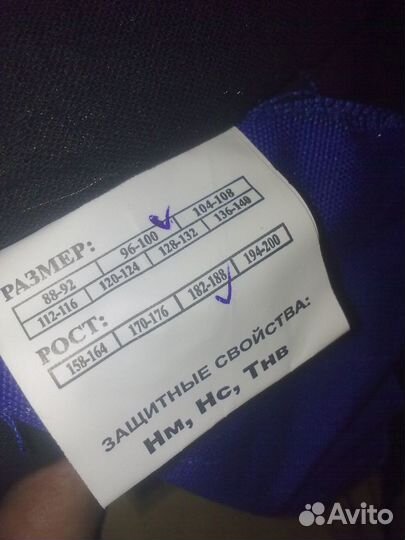 РАЗМЕР:
88-92 96-100 104-108
112-116 120-124 128-132 136-140
РОСТ:
158-164 170-176 182-188 194-200
ЗАЩИТНЫЕ СВОЙСТВА:
Нм, Нс, Тнв
Avito